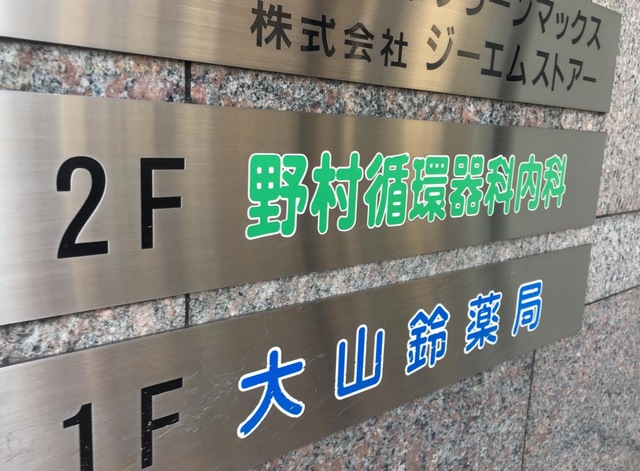 株式会社 ジーエムストアー
2F 野村循環器科内科
1F 大山鈴薬局